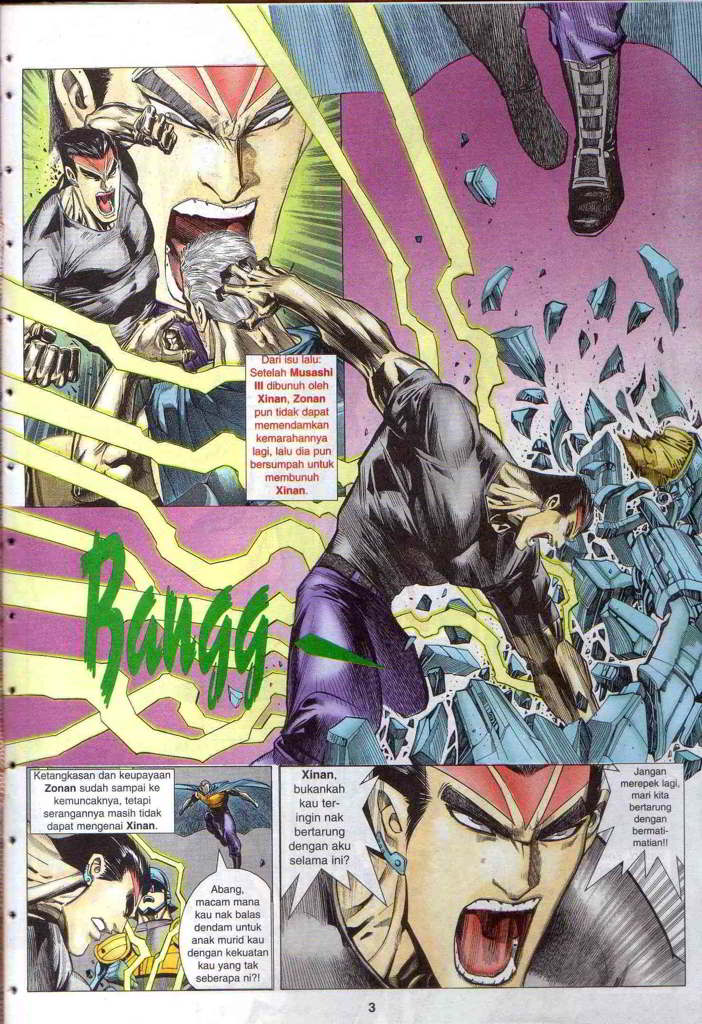 Dari isu lalu:
Setelah Musashi
III dibunuh oleh
Xinan, Zonan
pun tidak dapat
memendamkan
kemarahannya
lagi, lalu dia pun
bersumpah untuk
membunuh
Xinan.
Bangg
Ketangkasan dan keupayaan
Zonan sudah sampai ke
kemuncaknya, tetapi
serangannya masih tidak
dapat mengenai Xinan.
Abang,
macam mana
kau nak balas
dendam untuk
anak murid kau
dengan kekuatan
kau yang tak
seberapa ni?!
Xinan,
bukankah
kau ter-
ingin nak
bertarung
dengan aku
selama ini?
Jangan
merepek lagi,
mari kita
bertarung
dengan
bermati-
matian!!
3